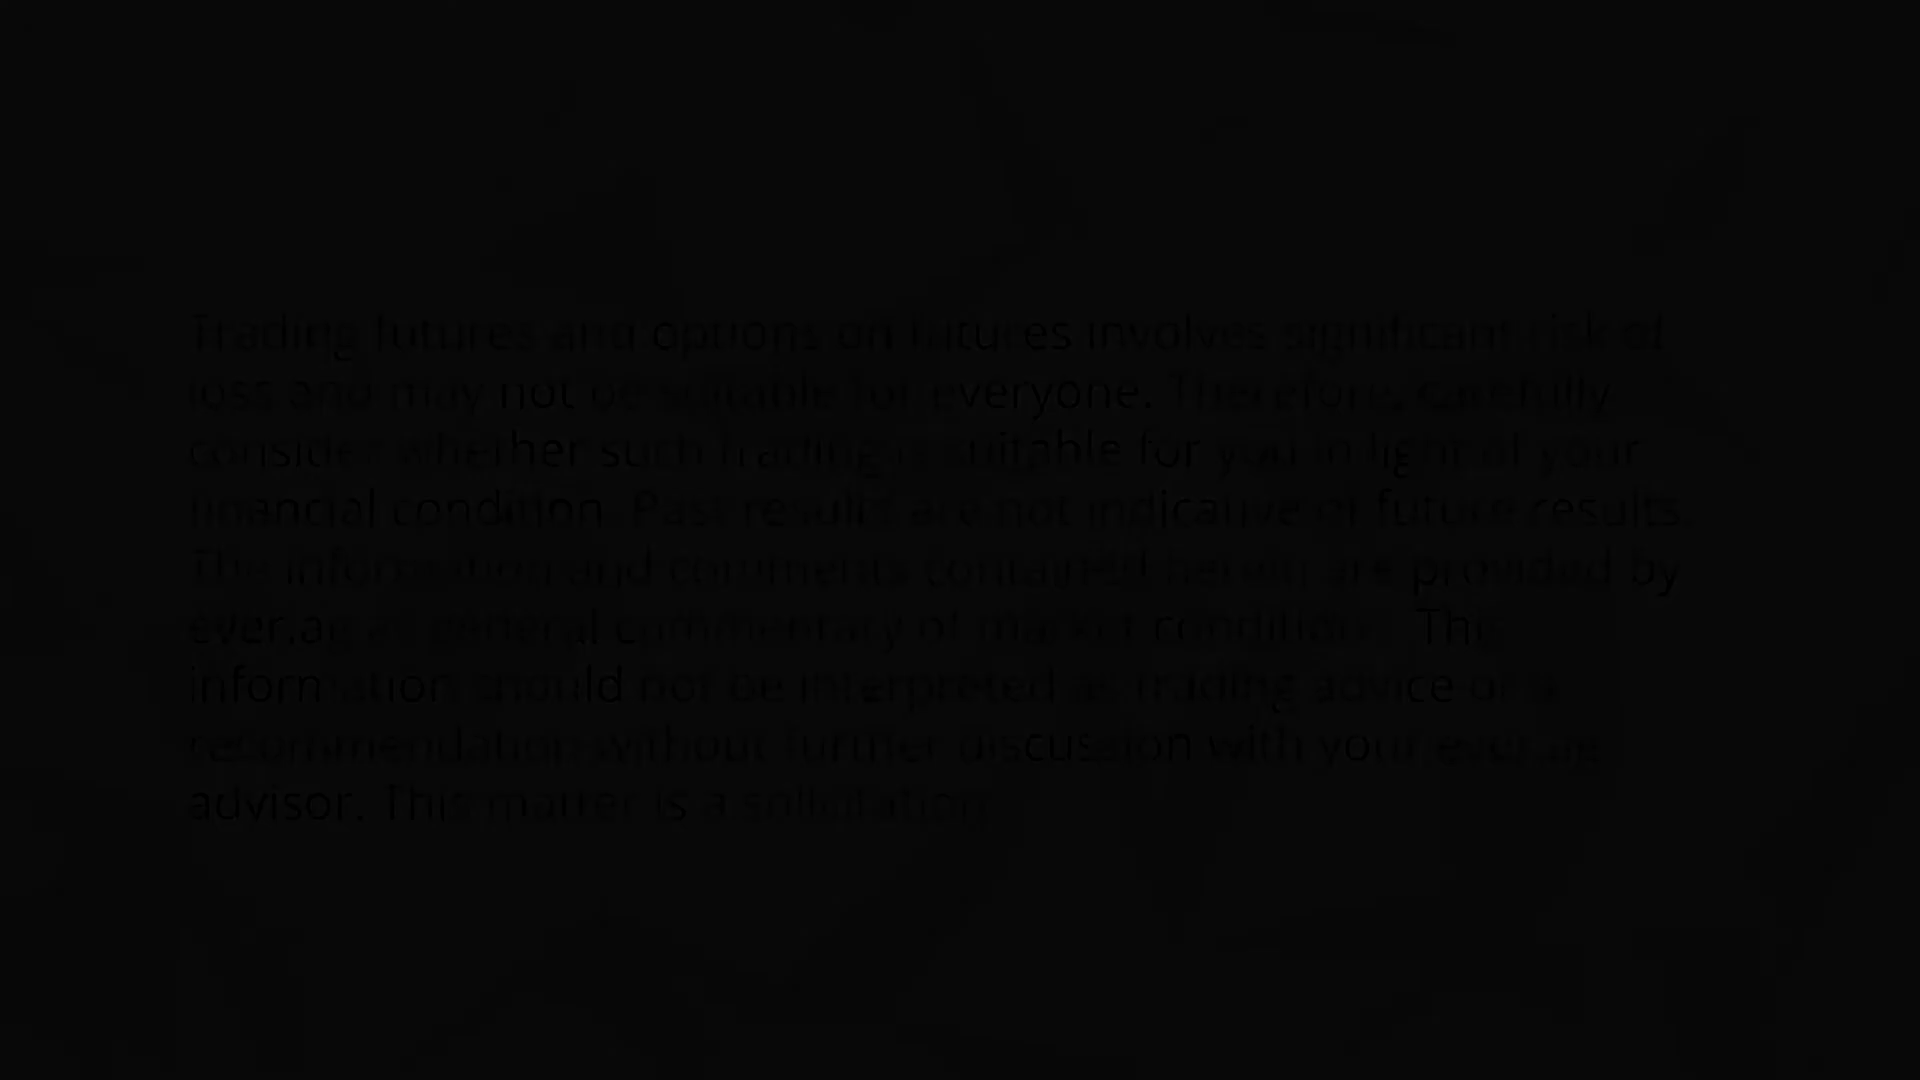 Trading futures and options on futures involves significant risk of
loss and may not be suitable for everyone. Therefore, carefully
consider whether such trading is suitable for you in light of your
financial condition. Past results are not indicative of future results.
The information and comments contained herein are provided by
ever.ag as general commentary of market conditions. This
information should not be interpreted as trading advice or a
recommendation without further discussion with your ever.ag
advisor. This matter is a solicitation.